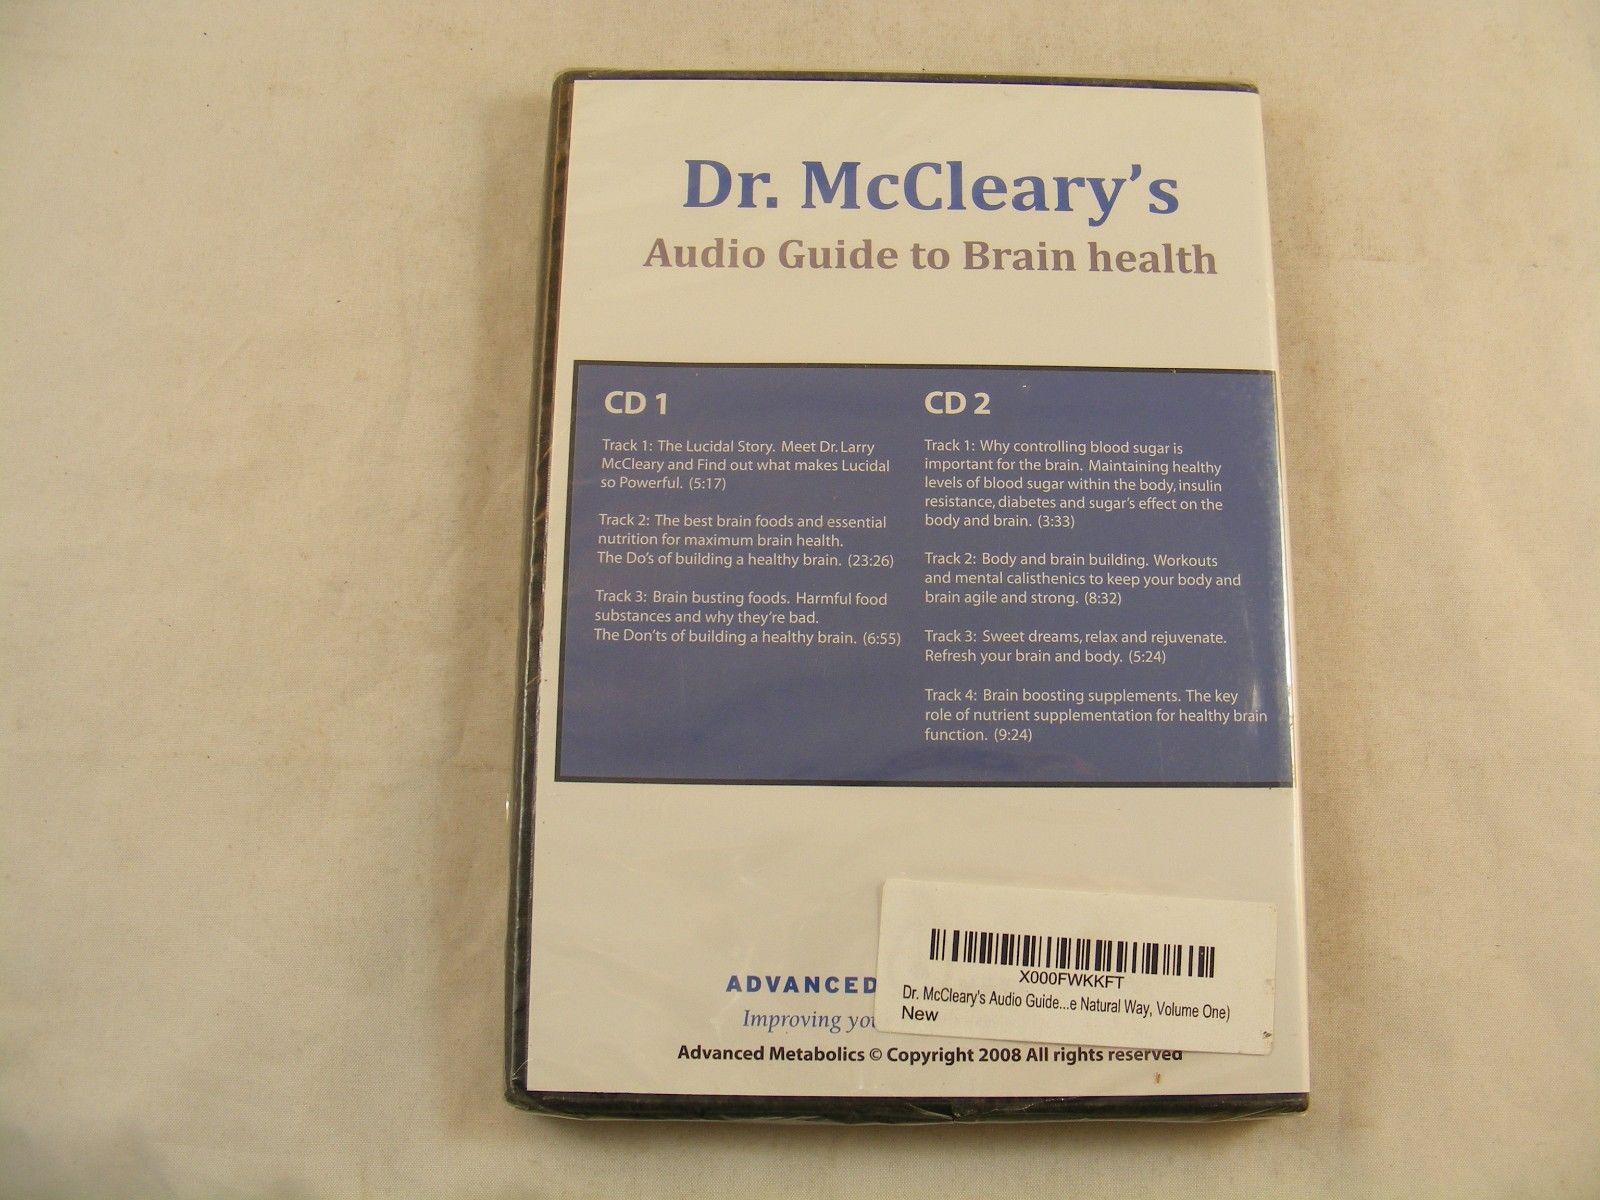 Dr. McCleary's
Audio Guide to Brain health
CD 1
Track 1: The Lucidal Story. Meet Dr. Larry
McCleary and Find out what makes Lucidal
so Powerful. (5:17)
Track 2: The best brain foods and essential
nutrition for maximum brain health.
The Do's of building a healthy brain. (23:26)
Track 3: Brain busting foods. Harmful food
substances and why they're bad.
The Don'ts of building a healthy brain. (6:55)
CD 2
Track 1: Why controlling blood sugar is
important for the brain. Maintaining healthy
levels of blood sugar within the body, insulin
resistance, diabetes and sugar's effect on the
body and brain. (3:33)
Track 2: Body and brain building. Workouts
and mental calisthenics to keep your body and
brain agile and strong. (8:32)
Track 3: Sweet dreams, relax and rejuvenate.
Refresh your brain and body. (5:24)
Track 4: Brain boosting supplements. The key
role of nutrient supplementation for healthy brain
function. (9:24)
ADVANCED
Improving you
X000FWKKFT
Dr. McCleary's Audio Guide...e Natural Way, Volume One)
New
Advanced Metabolics © Copyright 2008 All rights reserved